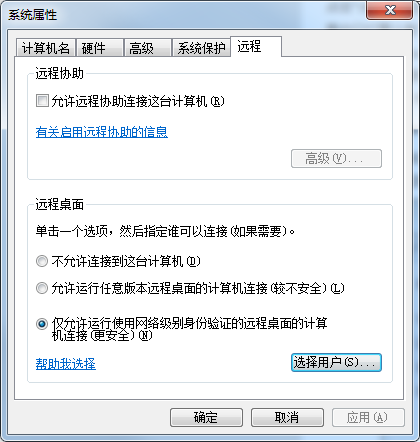 系统属性
计算机名 硬件 高级 系统保护 远程
远程协助
允许远程协助连接这台计算机(R)
有关启用远程协助的信息
高级(V)...
远程桌面
单击一个选项，然后指定谁可以连接(如果需要)。
不允许连接到这台计算机(D)
允许运行任意版本远程桌面的计算机连接(较不安全)(L)
仅允许运行使用网络级别身份验证的远程桌面的计算
机连接(更安全)(N)
帮助我选择 选择用户(S)...
确定 取消 应用(A)